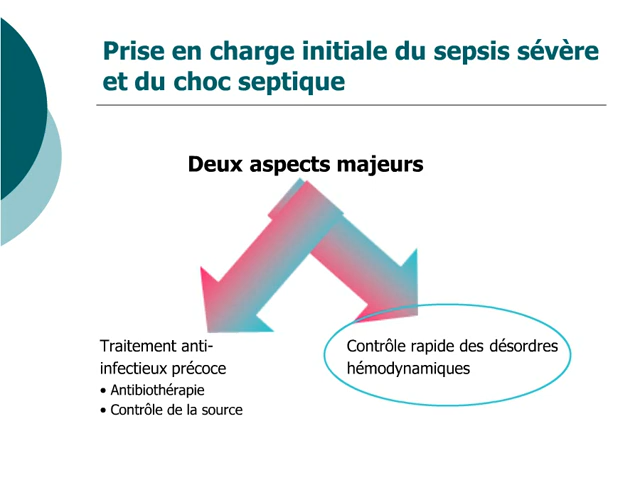 Prise en charge initiale du sepsis sévère
et du choc septique
Deux aspects majeurs
Traitement anti-
infectieux précoce
• Antibiothérapie
• Contrôle de la source
Contrôle rapide des désordres
hémodynamiques